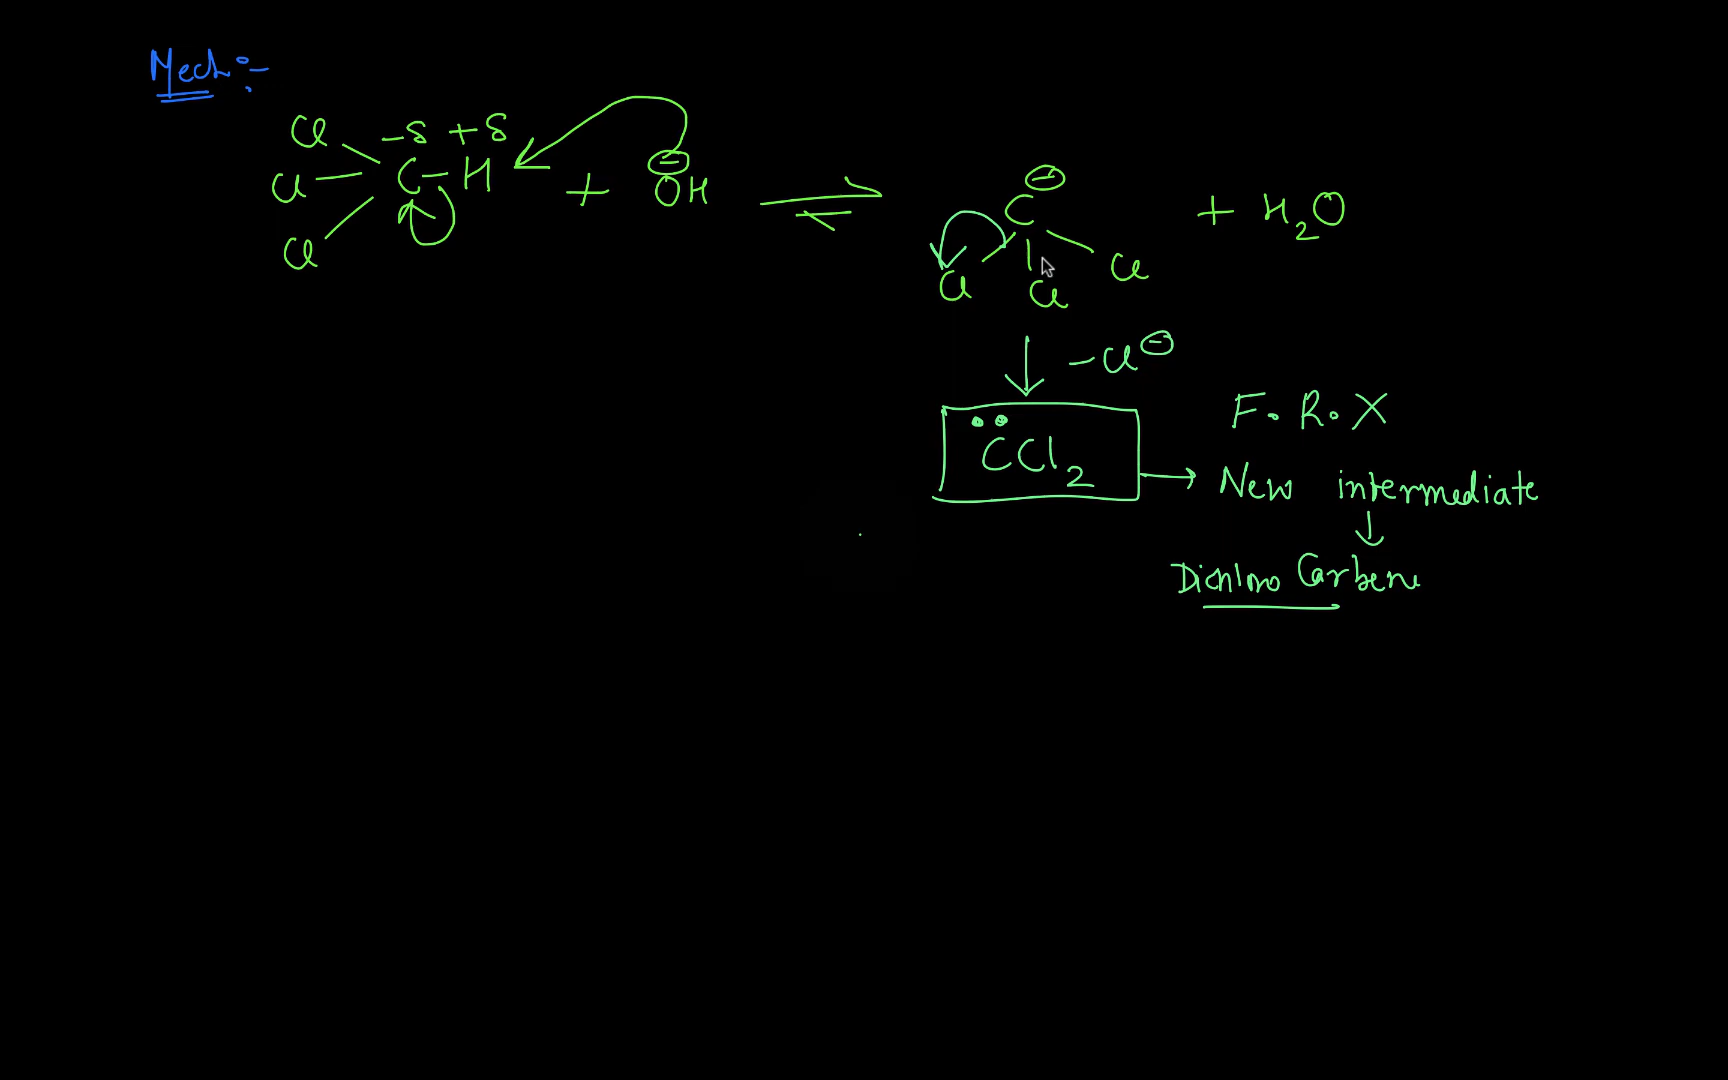 Mech :-
Cl -δ +δ
Cl C-H + ⊖OH ⇌ C⊖ + H2O
Cl
Cl Cl Cl
-Cl⊖
F.R.X
:CCl2 → New intermediate
Dichloro Carbene